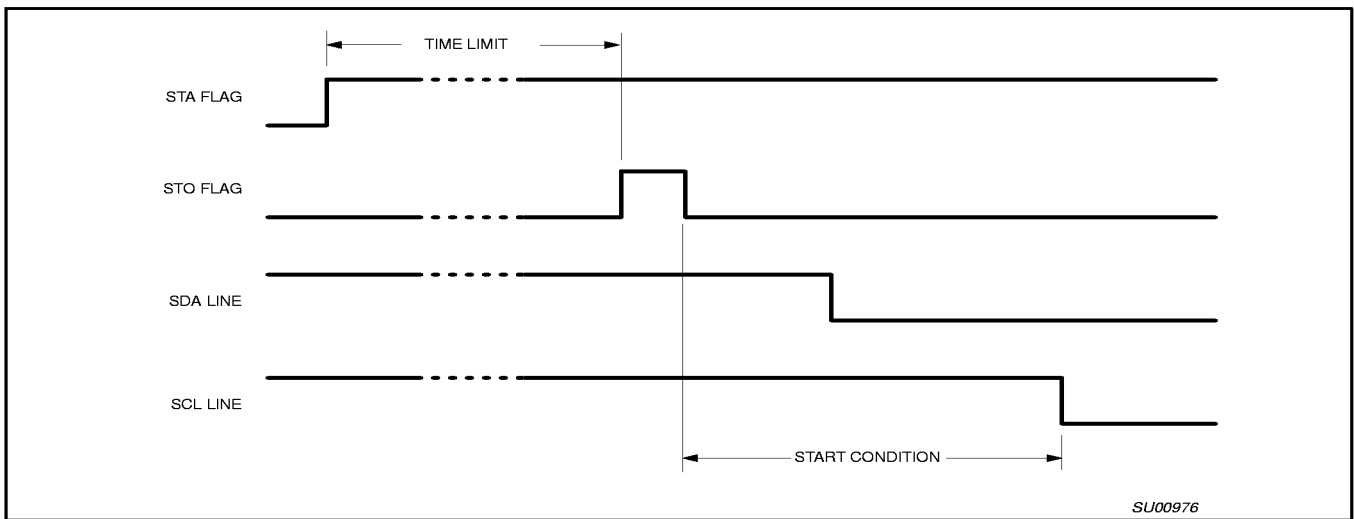 TIME LIMIT
STA FLAG
STO FLAG
SDA LINE
SCL LINE
START CONDITION
SU00976